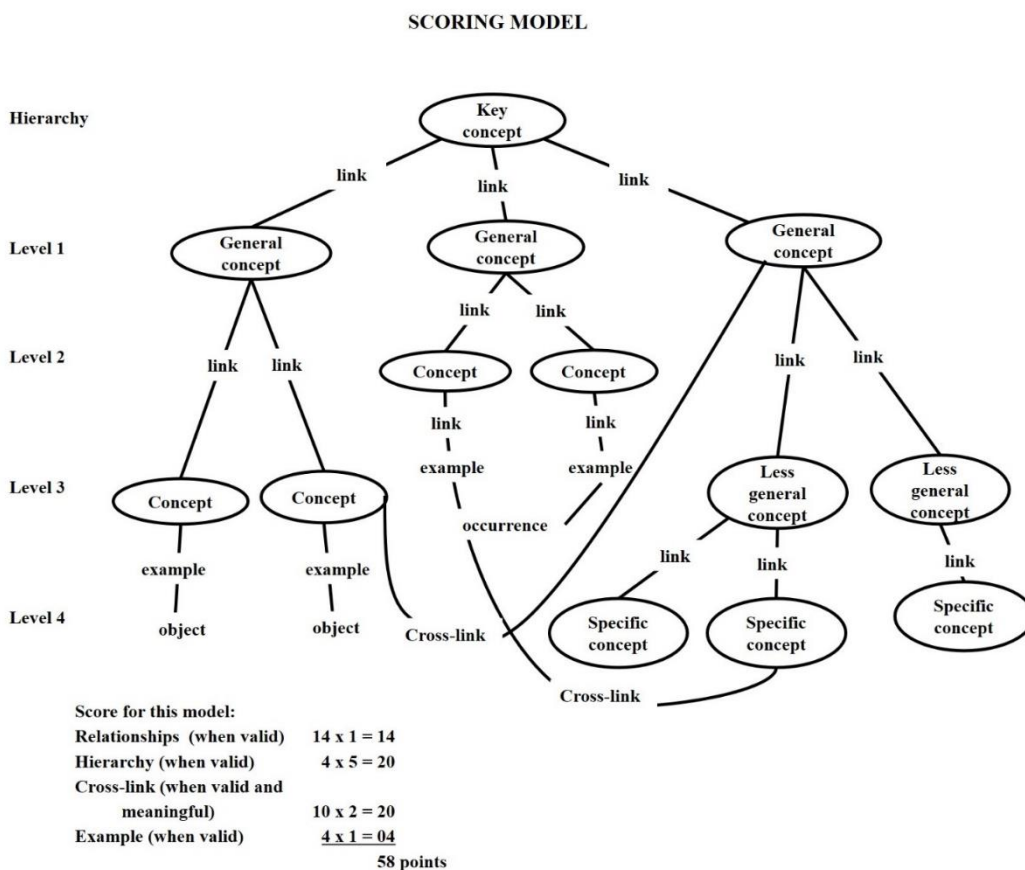 SCORING MODEL
Hierarchy
Key
concept
link
link
link
Level 1
General
concept
General
concept
General
concept
link
link
Level 2
link
link
Concept
Concept
link
link
link
link
Level 3
example
example
Concept
Concept
Less
general
concept
Less
general
concept
occurrence
example
example
link
link
link
Level 4
object
object
Cross-link
Specific
concept
Specific
concept
Specific
concept
Cross-link
Score for this model:
Relationships (when valid) 14 x 1 = 14
Hierarchy (when valid) 4 x 5 = 20
Cross-link (when valid and
meaningful) 10 x 2 = 20
Example (when valid) 4 x 1 = 04
58 points